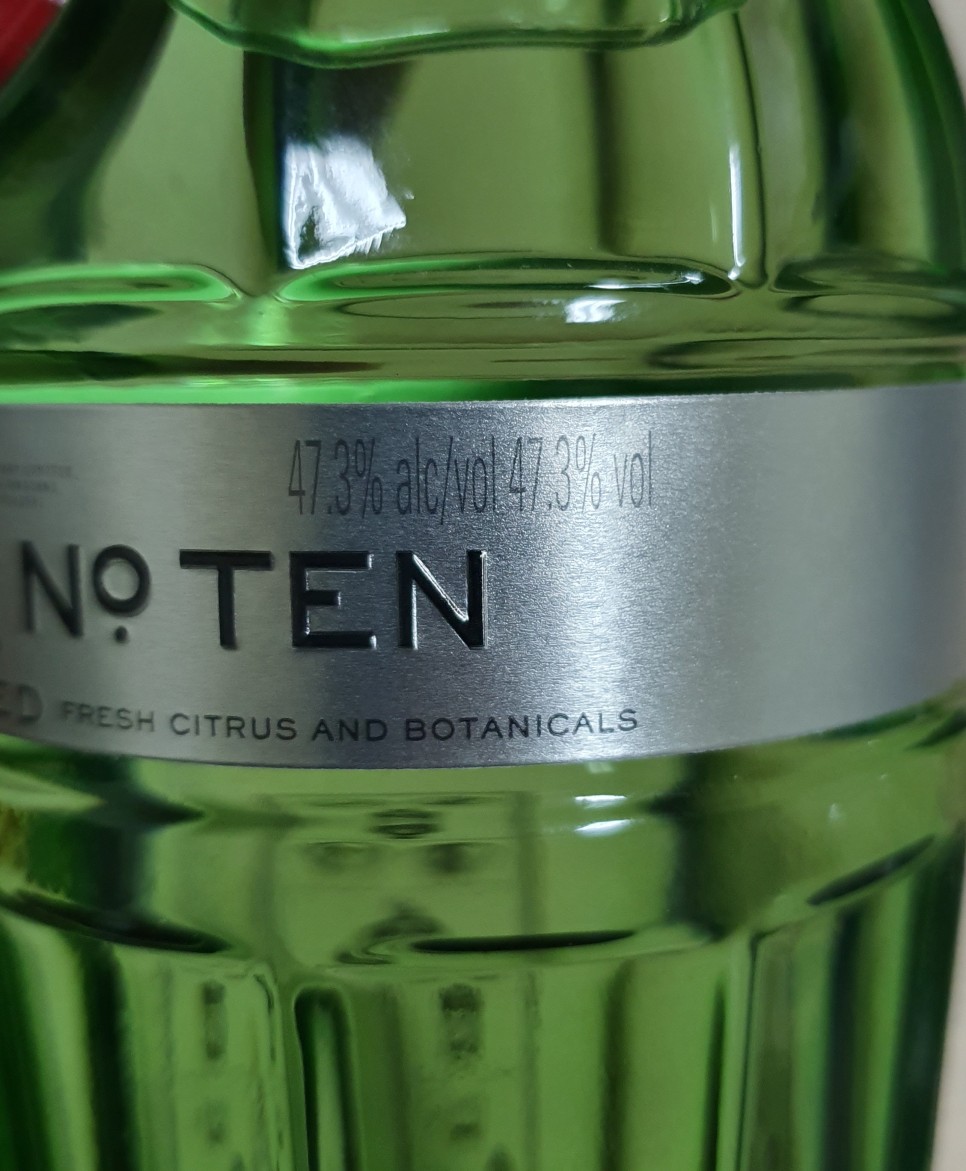 47.3% alc/vol 47.3% vol
Nº TEN
FRESH CITRUS AND BOTANICALS